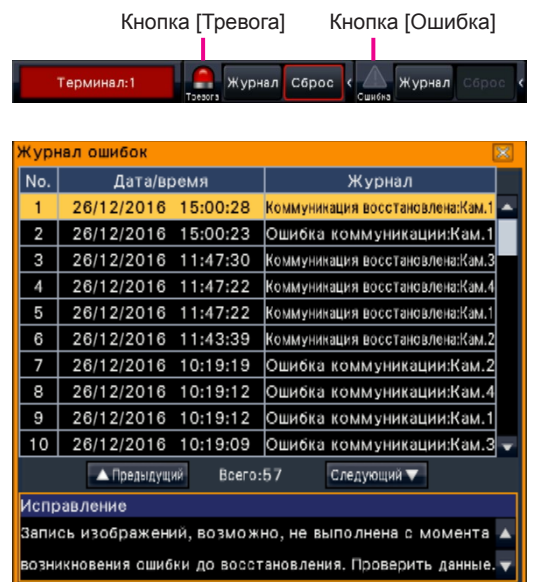 Кнопка [Тревога] Кнопка [Ошибка]
Терминал:1 Тревога Журнал Сброс < Ошибка Журнал Сброс <
Журнал ошибок
No. Дата/время Журнал
1 26/12/2016 15:00:28 Коммуникация восстановлена:Кам.1
2 26/12/2016 15:00:23 Ошибка коммуникации:Кам.1
3 26/12/2016 11:47:30 Коммуникация восстановлена:Кам.3
4 26/12/2016 11:47:22 Коммуникация восстановлена:Кам.4
5 26/12/2016 11:47:22 Коммуникация восстановлена:Кам.1
6 26/12/2016 11:43:39 Коммуникация восстановлена:Кам.2
7 26/12/2016 10:19:19 Ошибка коммуникации:Кам.2
8 26/12/2016 10:19:12 Ошибка коммуникации:Кам.4
9 26/12/2016 10:19:12 Ошибка коммуникации:Кам.1
10 26/12/2016 10:19:09 Ошибка коммуникации:Кам.3
▲ Предыдущий Всего:57 Следующий ▼
Исправление
Запись изображений, возможно, не выполнена с момента
возникновения ошибки до восстановления. Проверить данные.